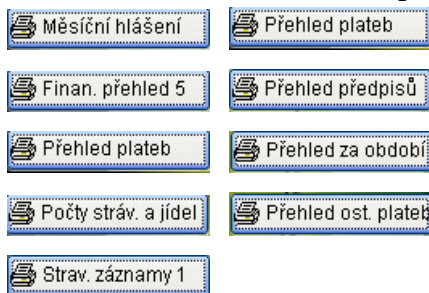 Měsíční hlášení
Přehled plateb
Finan. přehled 5
Přehled předpisů
Přehled plateb
Přehled za období
Počty stráv. a jídel
Přehled ost. plateb
Strav. záznamy 1